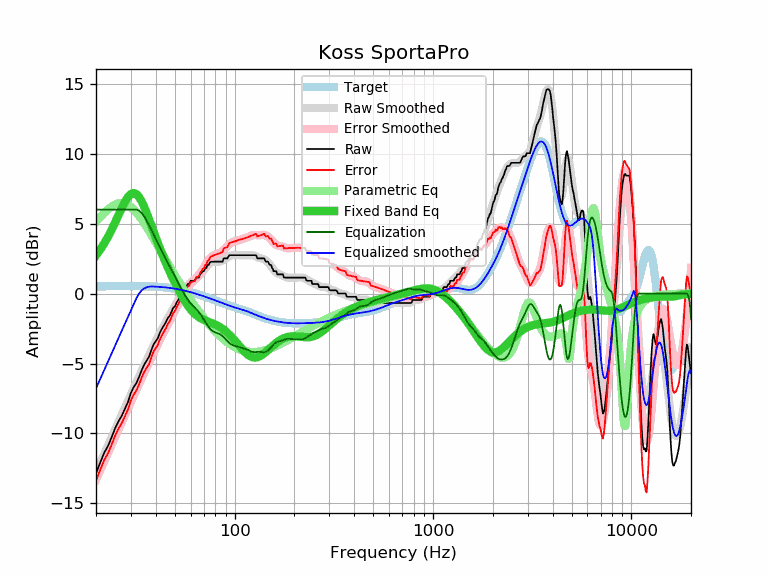 Koss SportaPro
Target
Raw Smoothed
Error Smoothed
Raw
Error
Parametric Eq
Fixed Band Eq
Equalization
Equalized smoothed
15
10
5
0
−5
−10
−15
Amplitude (dBr)
100
1000
10000
Frequency (Hz)